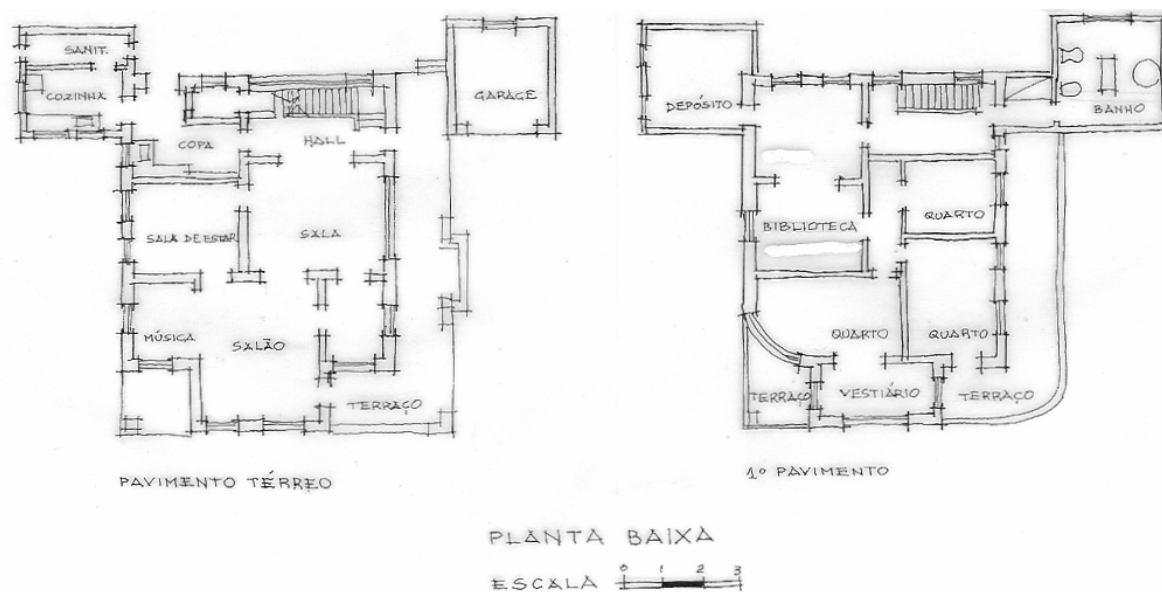 SANIT.
COZINHA
COPA
HALL
GARAGE
SALA DE ESTAR
SALA
MÚSICA
SALÃO
TERRAÇO
PAVIMENTO TÉRREO
DEPÓSITO
BANHO
BIBLIOTECA
QUARTO
QUARTO
QUARTO
TERRAÇO
VESTIÁRIO
TERRAÇO
1º PAVIMENTO
PLANTA BAIXA
ESCALA 0 1 2 3